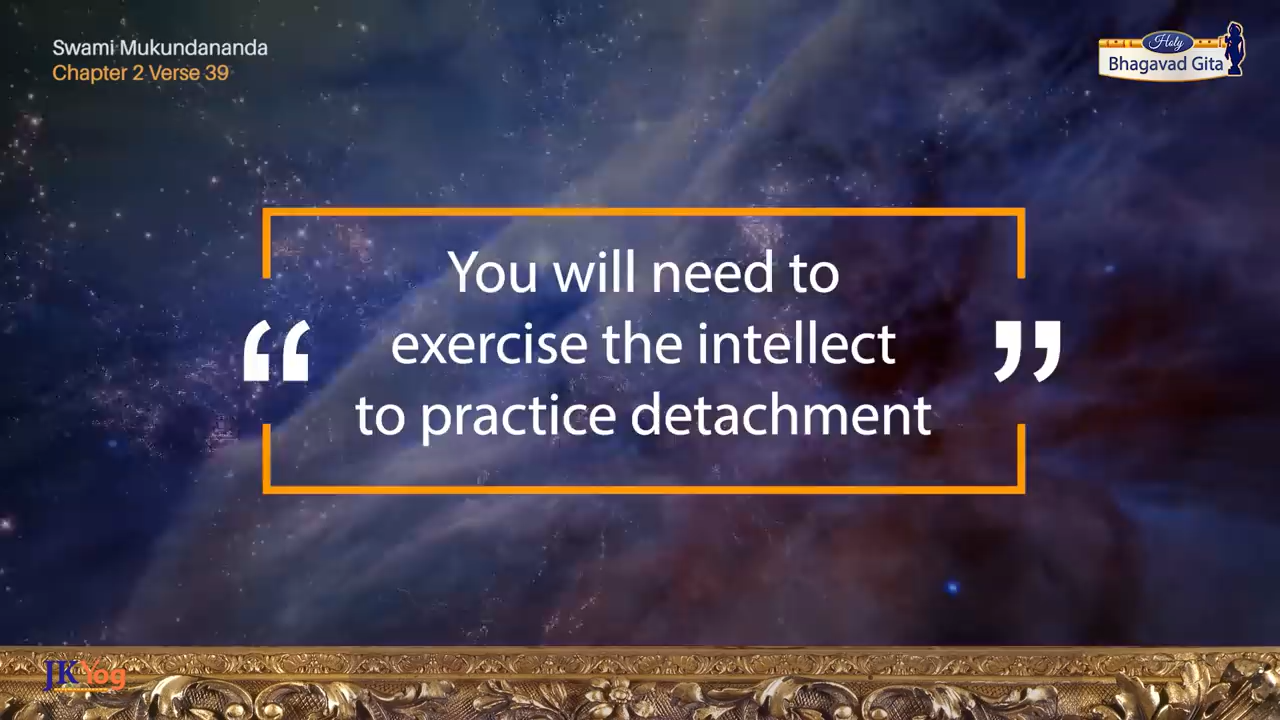 Swami Mukundananda
Chapter 2 Verse 39
Holy
Bhagavad Gita
“ You will need to
exercise the intellect
to practice detachment ”
JKYog